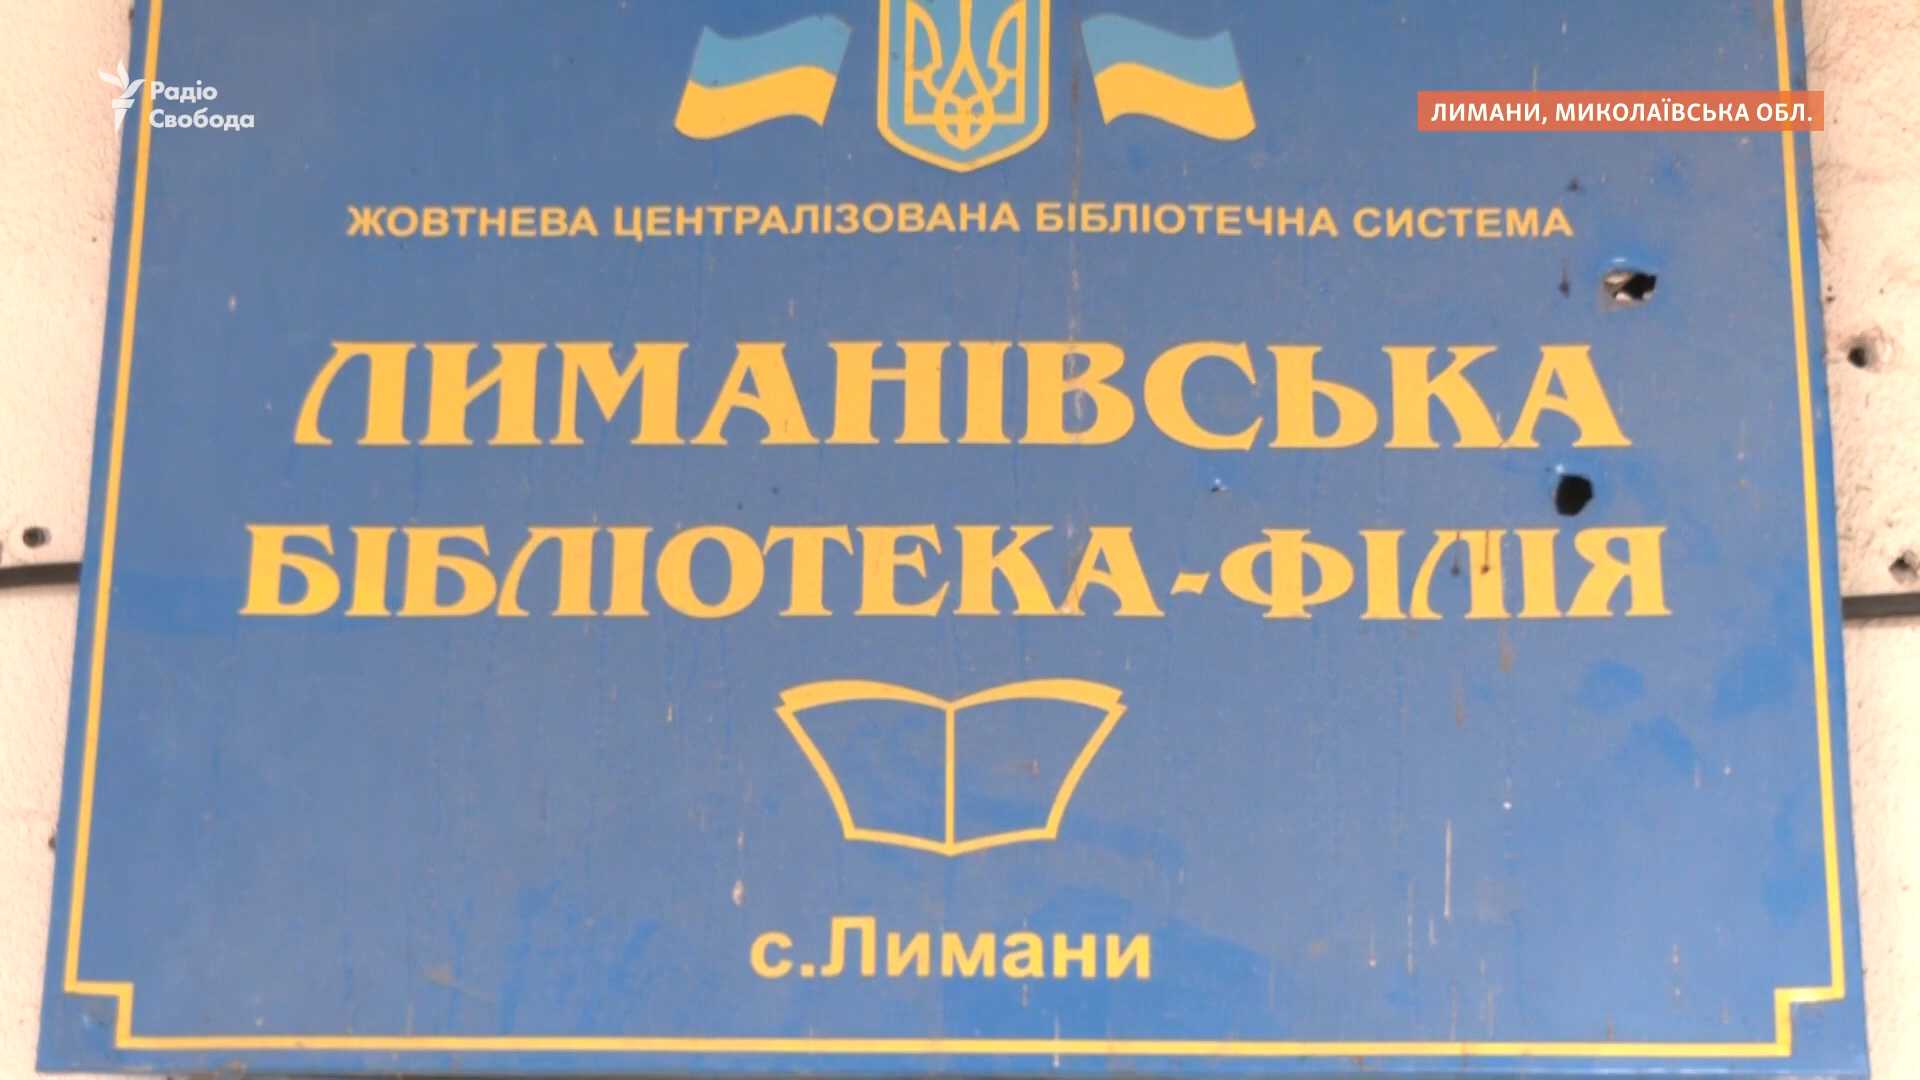 Радіо
Свобода
ЛИМАНИ, МИКОЛАЇВСЬКА ОБЛ.
ЖОВТНЕВА ЦЕНТРАЛІЗОВАНА БІБЛІОТЕЧНА СИСТЕМА
ЛИМАНІВСЬКА
БІБЛІОТЕКА-ФІЛІЯ
с.Лимани